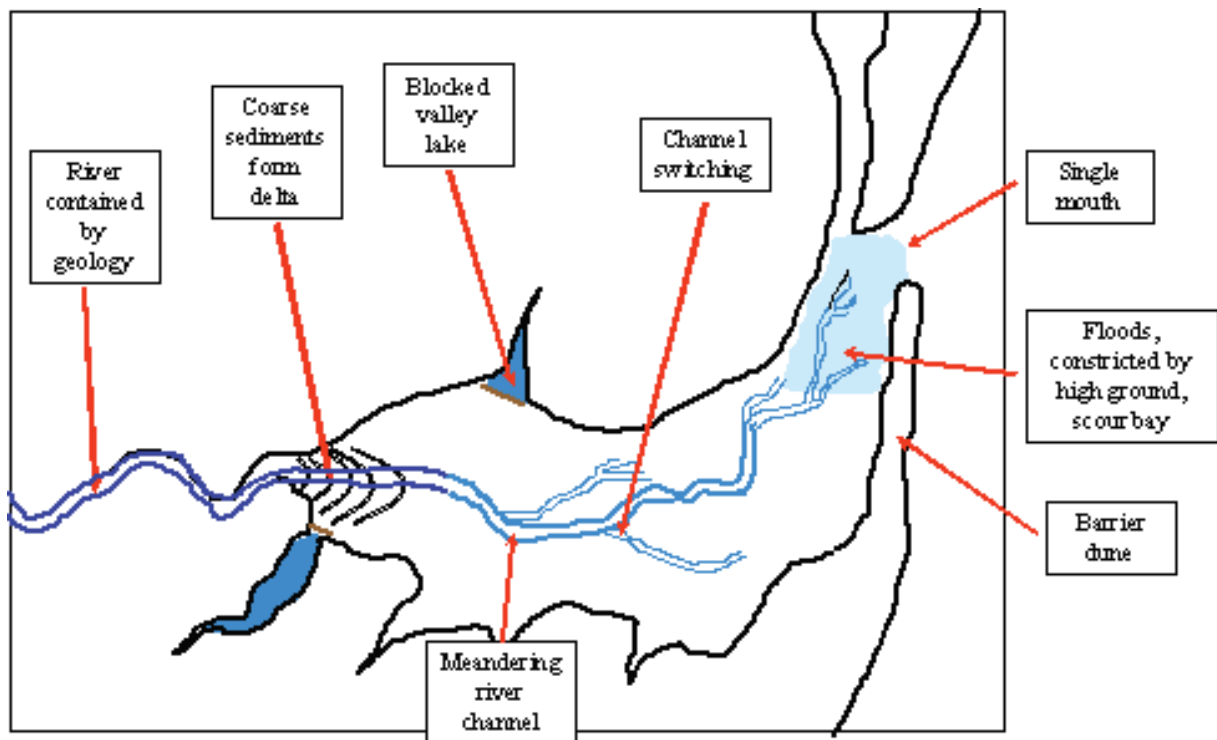 River
contained
by
geology
Coarse
sediments
form
delta
Blocked
valley
lake
Channel
switching
Single
mouth
Floods,
constricted by
high ground,
scour bay
Barrier
dune
Meandering
river
channel